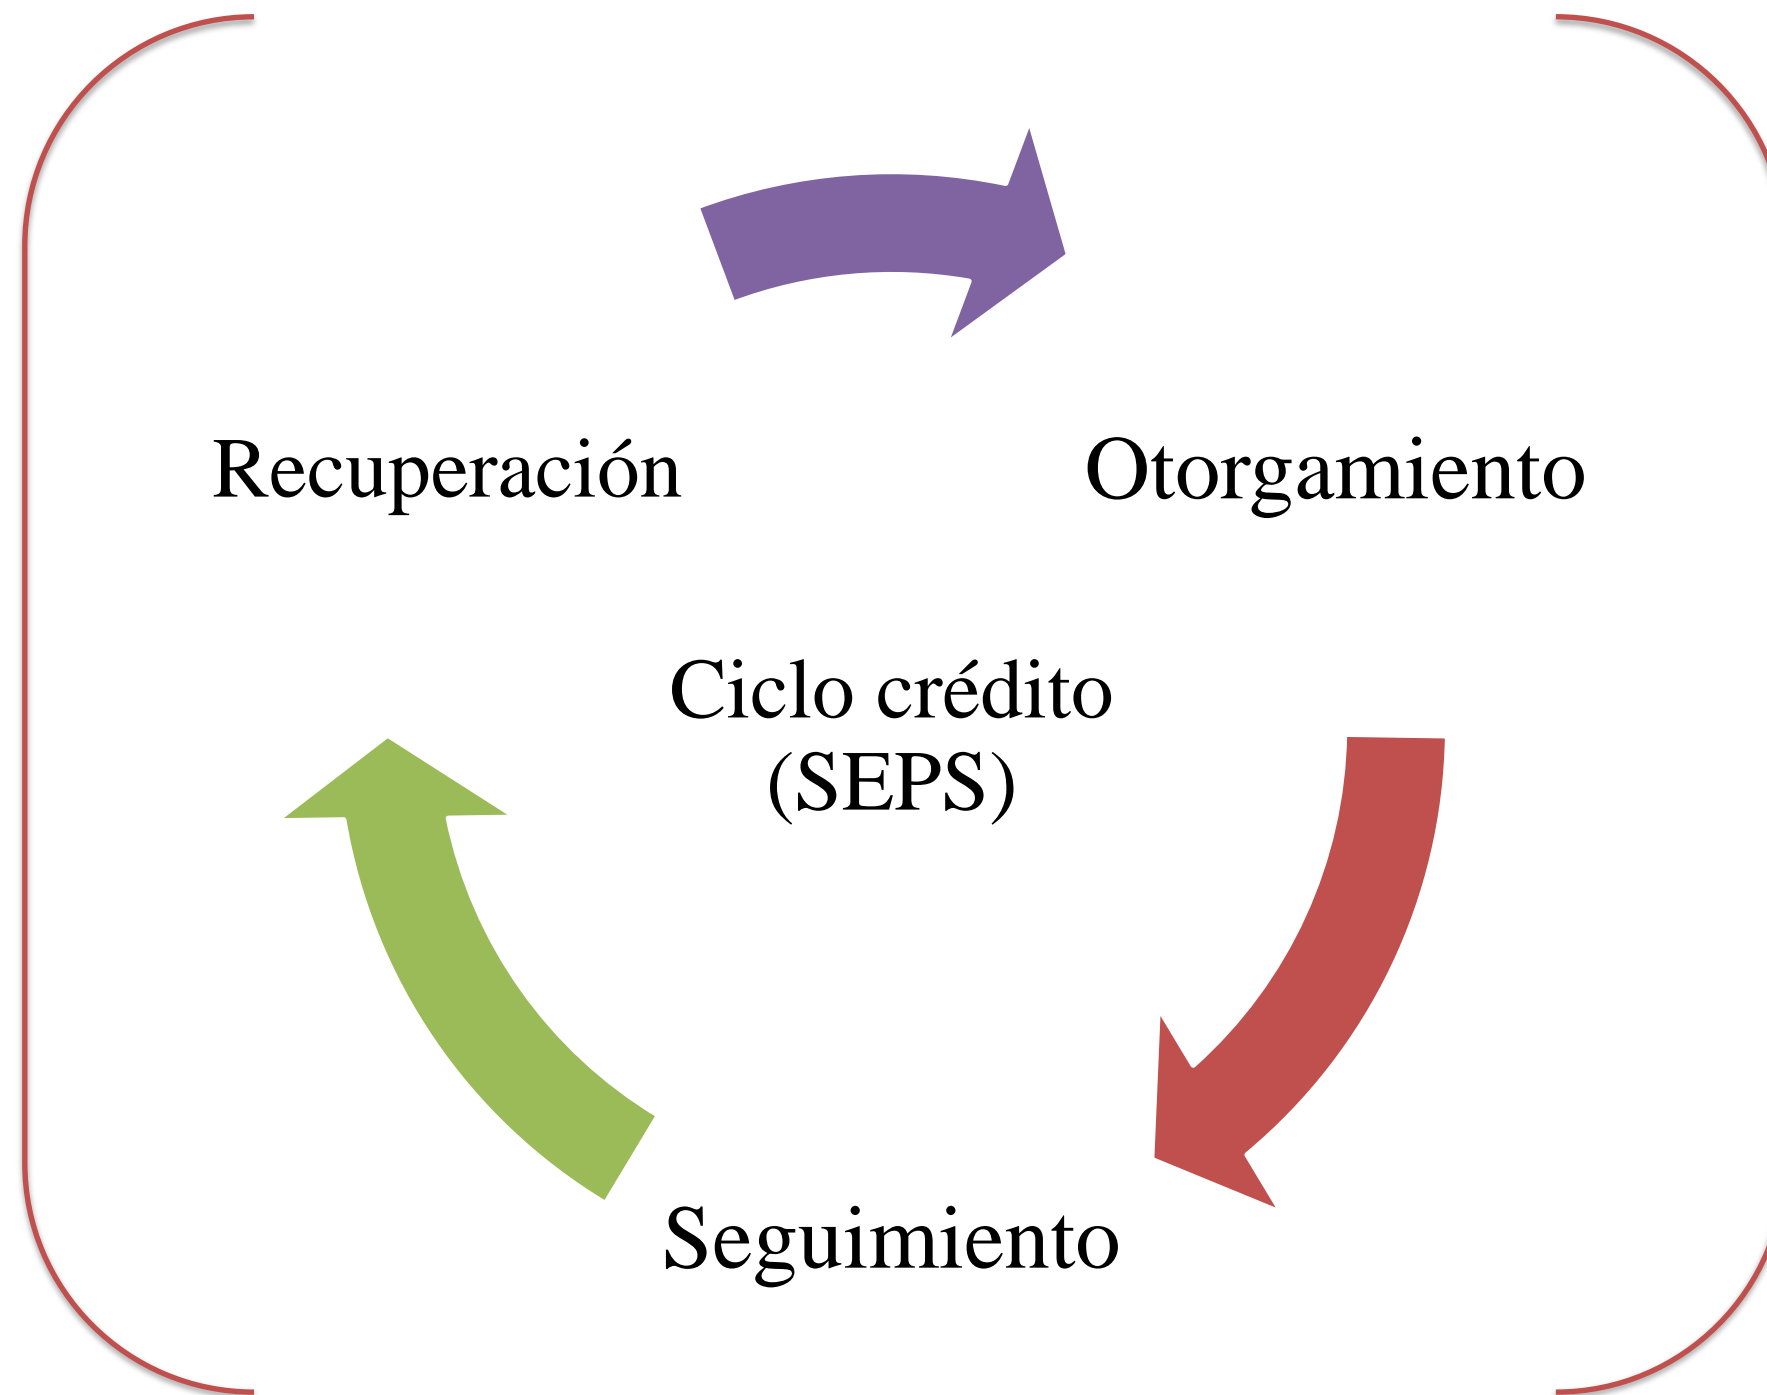 Recuperación
Otorgamiento
Ciclo crédito
(SEPS)
Seguimiento